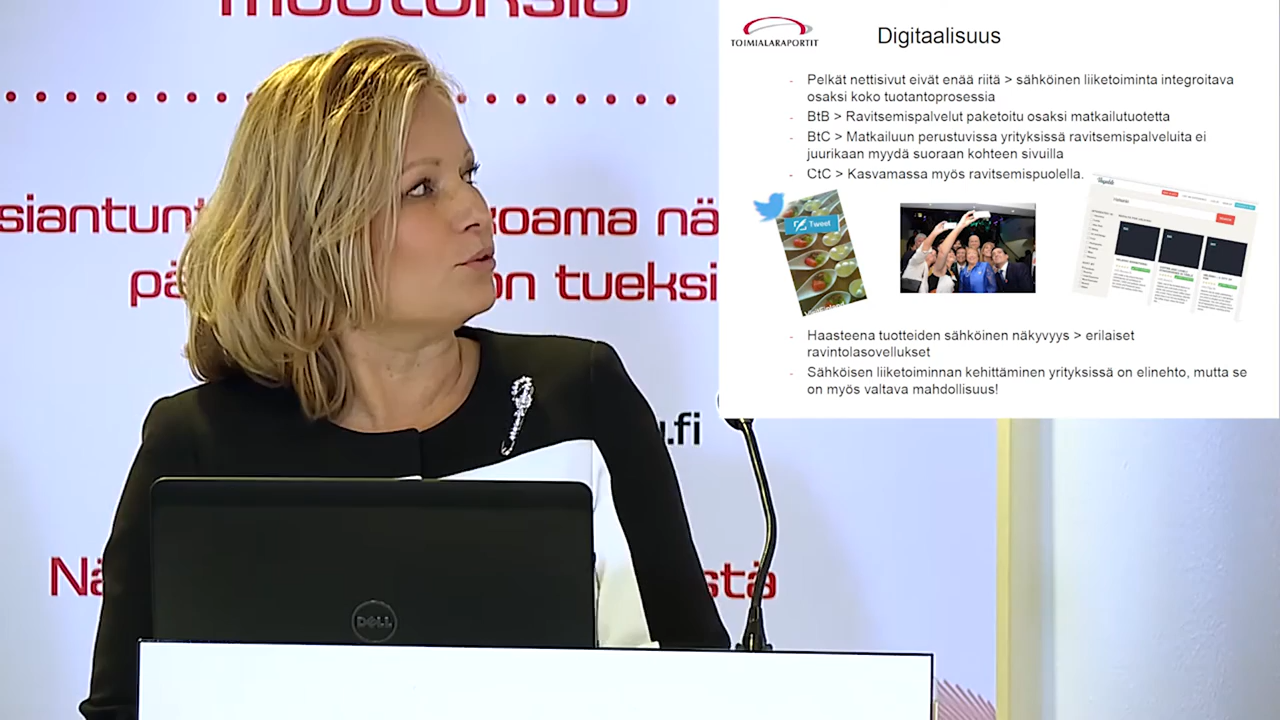 muutoksia
siantunt
koama nä
pä
on tueksi
.fi
Nä
stä
DELL
TOIMIALARAPORTIT
Digitaalisuus
- Pelkät nettisivut eivät enää riitä > sähköinen liiketoiminta integroitava
osaksi koko tuotantoprosessia
- BtB > Ravitsemispalvelut paketoitu osaksi matkailutuotetta
- BtC > Matkailuun perustuvissa yrityksissä ravitsemispalveluita ei
juurikaan myydä suoraan kohteen sivuilla
- CtC > Kasvamassa myös ravitsemispuolella.
Tweet
- Haasteena tuotteiden sähköinen näkyvyys > erilaiset
ravintolasovellukset
- Sähköisen liiketoiminnan kehittäminen yrityksissä on elinehto, mutta se
on myös valtava mahdollisuus!